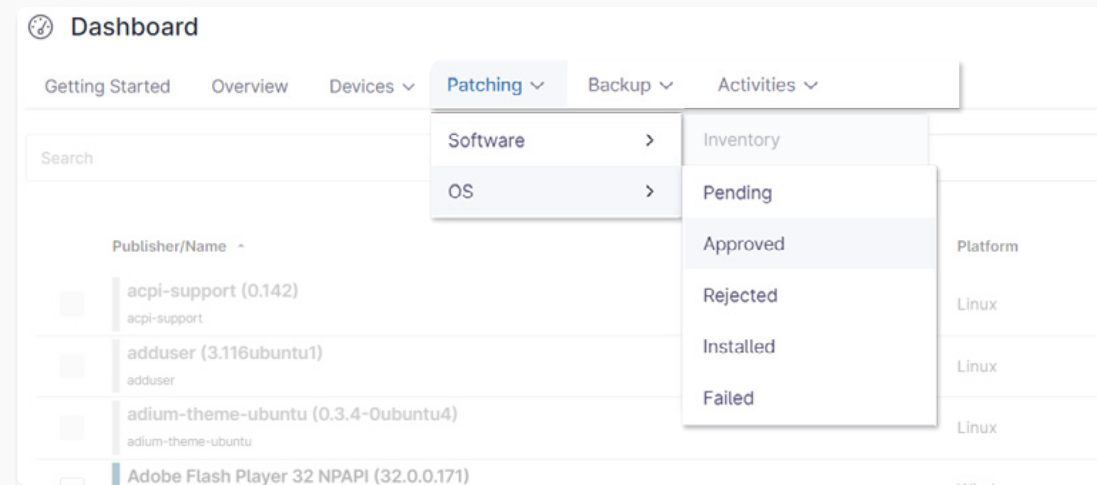 Dashboard
Getting Started Overview Devices Patching Backup Activities
Software Inventory
Search
OS Pending
Approved
Publisher/Name Platform
Rejected
acpi-support (0.142) Linux
acpi-support
Installed
adduser (3.116ubuntu1) Linux
adduser
Failed
adium-theme-ubuntu (0.3.4-0ubuntu4) Linux
adium-theme-ubuntu
Adobe Flash Player 32 NPAPI (32.0.0.171)